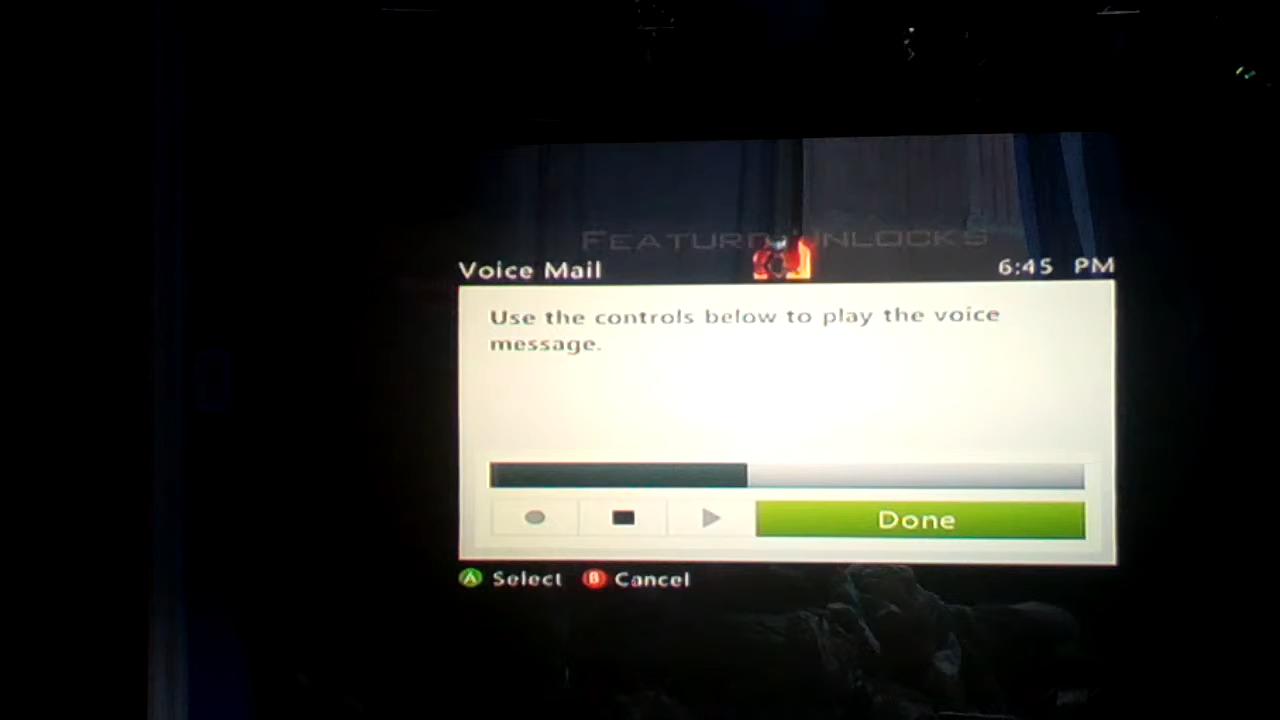 Voice Mail
6:45 PM
Use the controls below to play the voice
message.
Done
A Select B Cancel